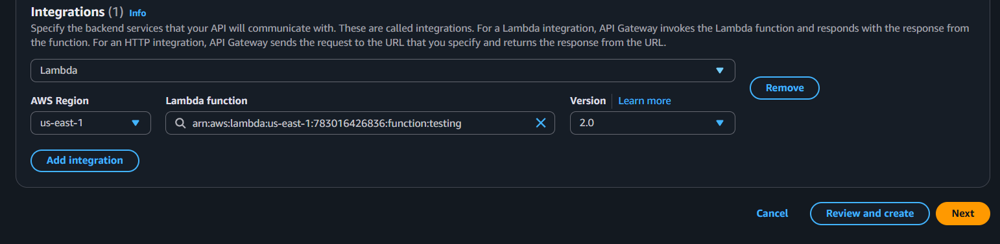 Integrations (1) Info
Specify the backend services that your API will communicate with. These are called integrations. For a Lambda integration, API Gateway invokes the Lambda function and responds with the response from
the function. For an HTTP integration, API Gateway sends the request to the URL that you specify and returns the response from the URL.
Lambda
Remove
AWS Region
Lambda function
Version Learn more
us-east-1
arn:aws:lambda:us-east-1:783016426836:function:testing
2.0
Add integration
Cancel
Review and create
Next